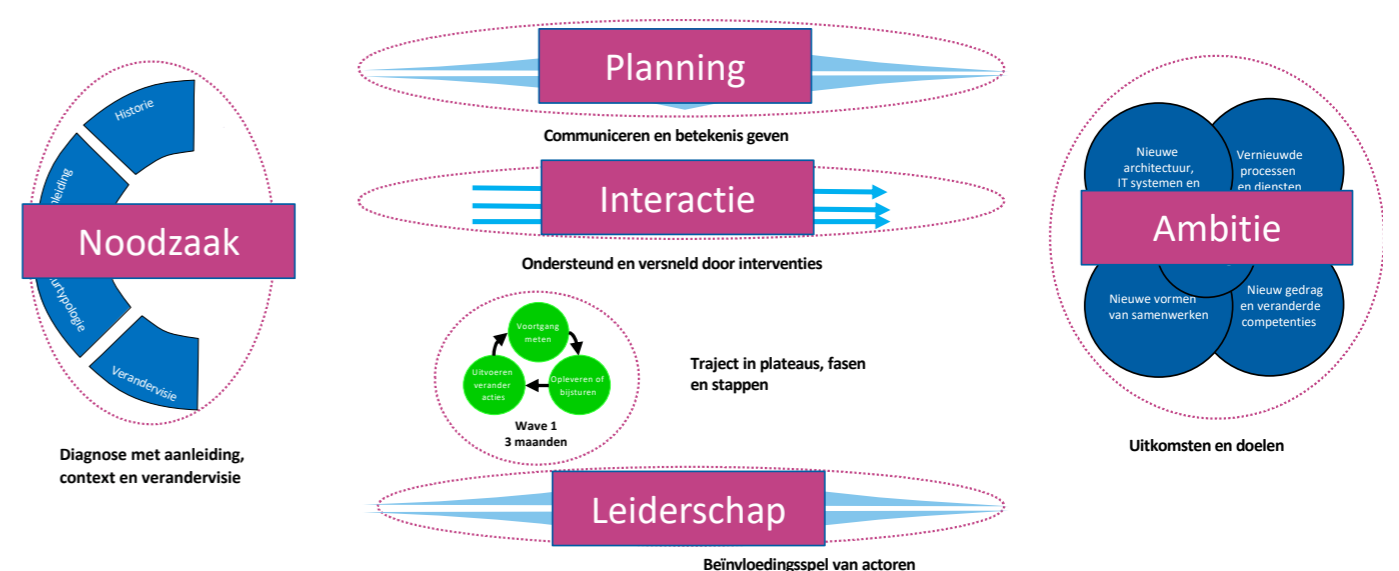 Historie
Noodzaak
Verandervisie
Diagnose met aanleiding,
context en verandervisie
Planning
Communiceren en betekenis geven
Interactie
Ondersteund en versneld door interventies
Voortgang
meten
Uitvoeren
verander
acties
Opleveren of
bijsturen
Wave 1
3 maanden
Traject in plateaus, fasen
en stappen
Leiderschap
Beïnvloedingsspel van actoren
Nieuwe
architectuur,
IT systemen en
Vernieuwde
processen
en diensten
Ambitie
Nieuwe vormen
van samenwerken
Nieuw gedrag
en veranderde
competenties
Uitkomsten en doelen